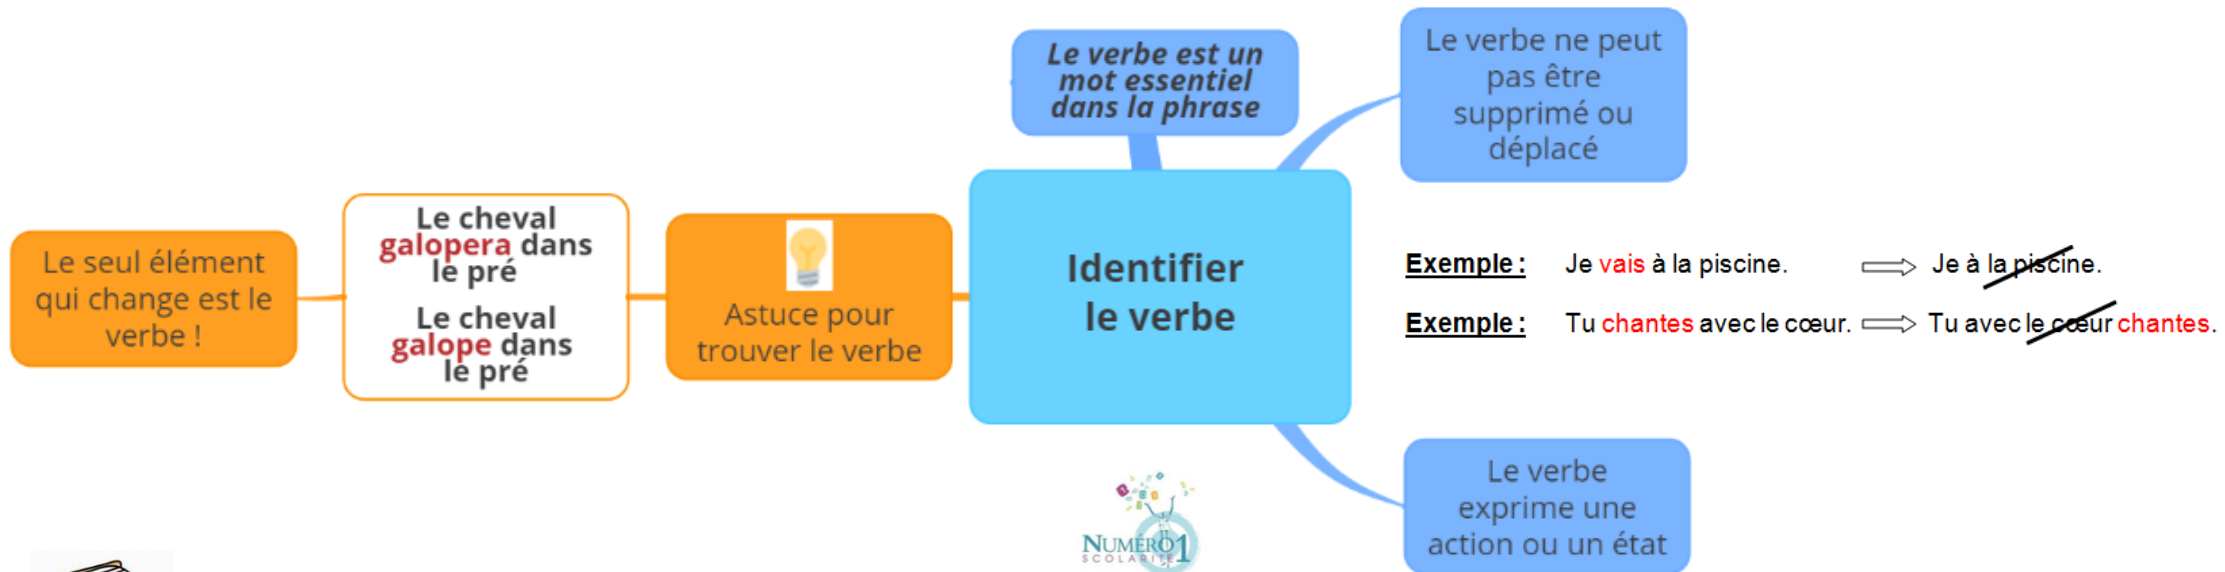 Le verbe est un
mot essentiel
dans la phrase
Le verbe ne peut
pas être
supprimé ou
déplacé
Le seul élément
qui change est le
verbe !
Le cheval
galopera dans
le pré
Le cheval
galope dans
le pré
Astuce pour
trouver le verbe
Identifier
le verbe
Exemple : Je vais à la piscine. ⇒ Je à la piscine.
Exemple : Tu chantes avec le cœur. ⇒ Tu avec le cœur chantes.
Le verbe
exprime une
action ou un état
NUMÉRO1
SCOLARITÉ